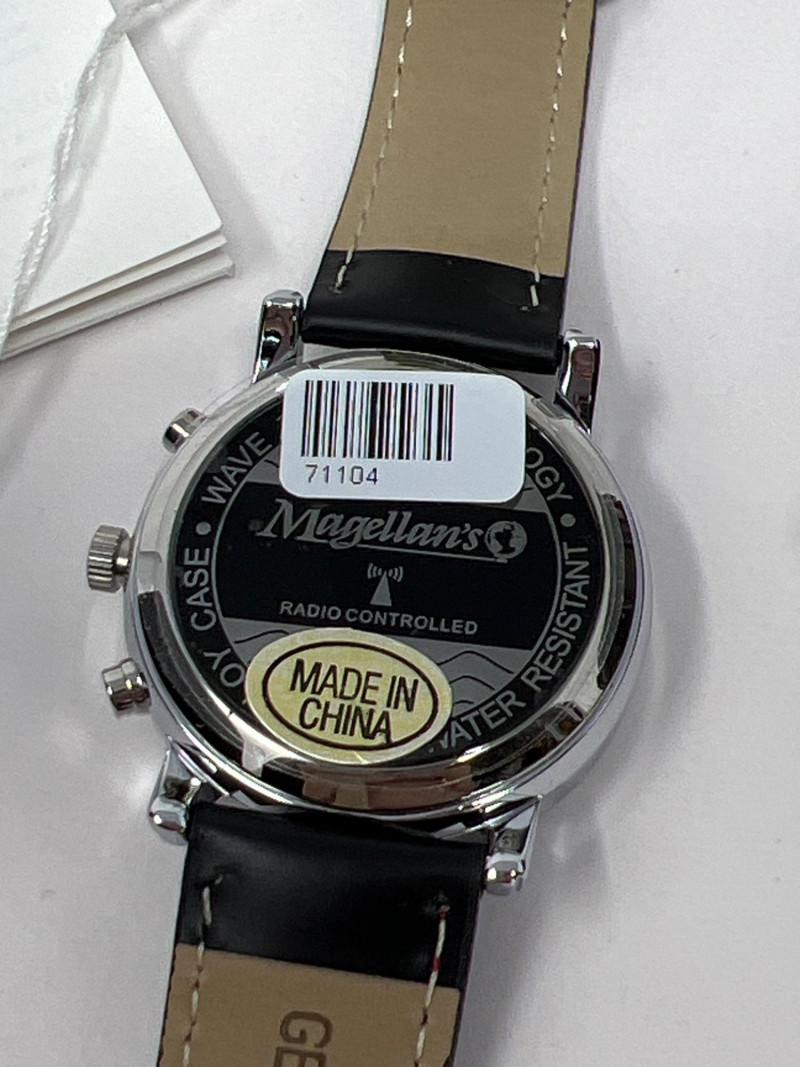 71104
WAVE
OGY
Magellan's
RADIO CONTROLLED
OY CASE
WATER RESISTANT
MADE IN
CHINA
GE